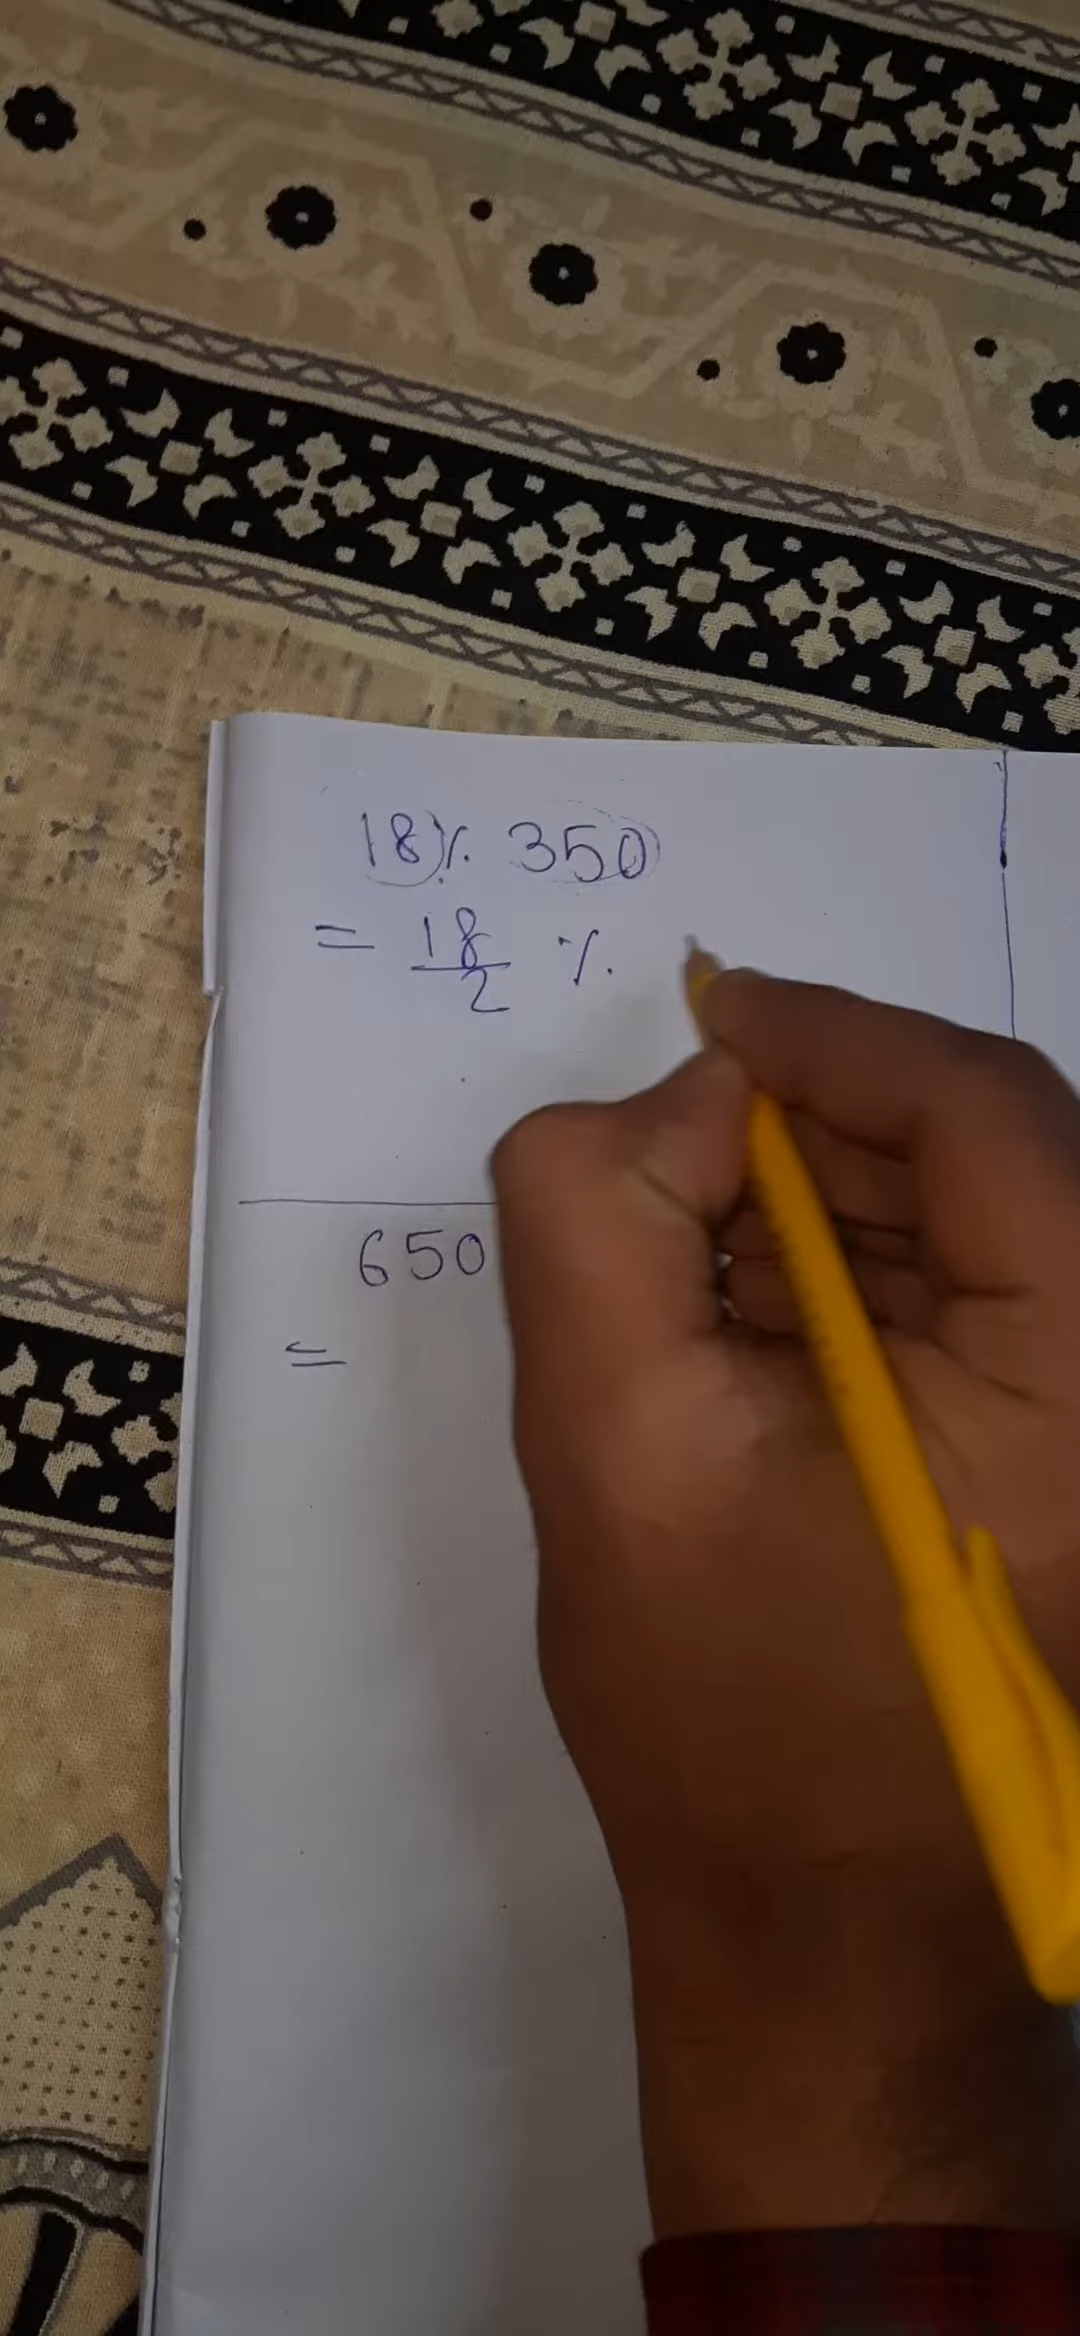 18% 350
= 18/2 %
650
=